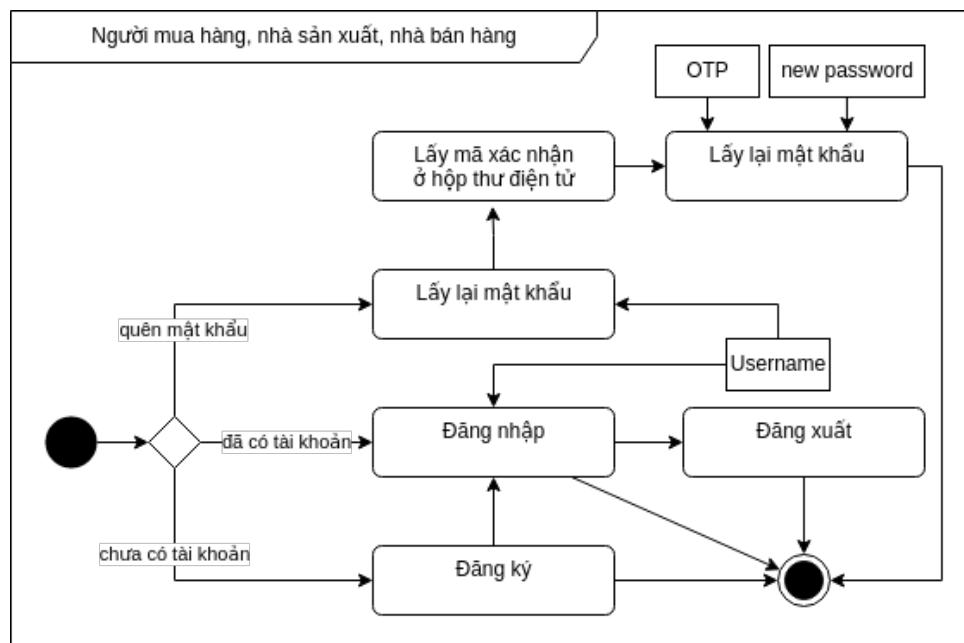 Người mua hàng, nhà sản xuất, nhà bán hàng
OTP
new password
Lấy mã xác nhận
ở hộp thư điện tử
Lấy lại mật khẩu
Lấy lại mật khẩu
quên mật khẩu
Username
đã có tài khoản
Đăng nhập
Đăng xuất
chưa có tài khoản
Đăng ký